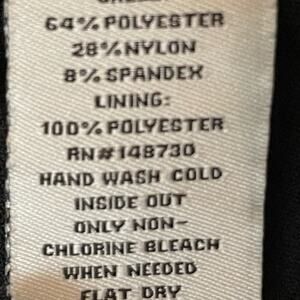 64% POLYESTER
28% NYLON
8% SPANDEX
LINING:
100% POLYESTER
RN# 148730
HAND WASH COLD
INSIDE OUT
ONLY NON-
CHLORINE BLEACH
WHEN NEEDED
FLAT DRY